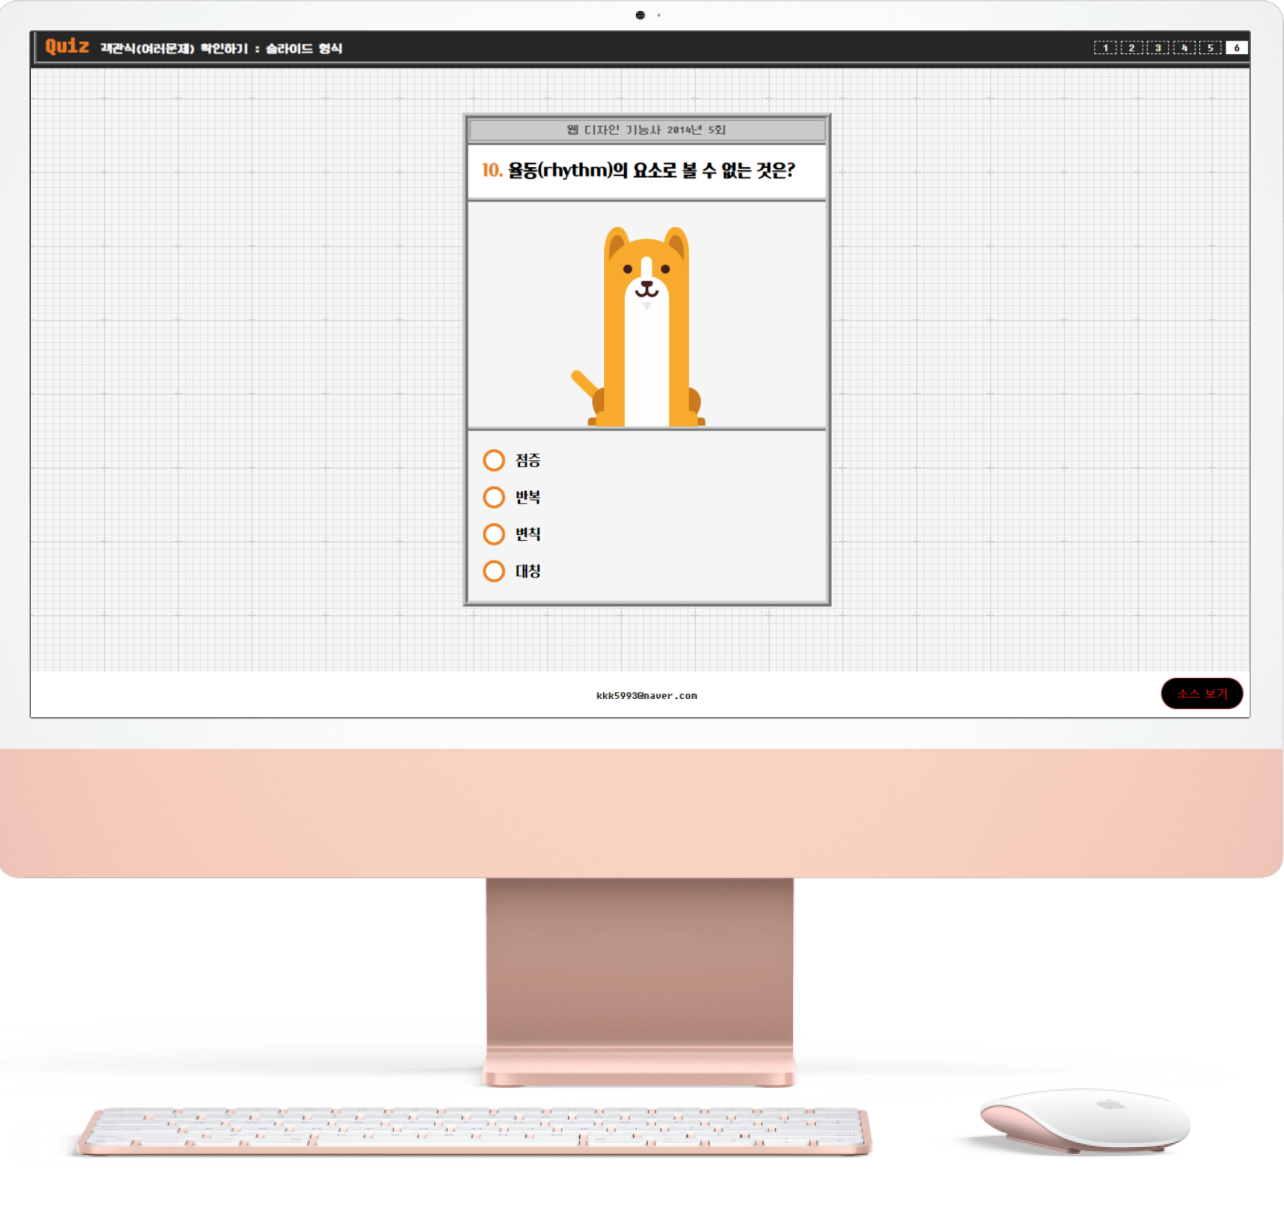 Quiz 객관식(여러문제) 확인하기 : 슬라이드 형식
1 2 3 4 5 6
웹 디자인 기능사 2014년 5회
10. 율동(rhythm)의 요소로 볼 수 없는 것은?
점증
반복
변칙
대칭
kkk5993@naver.com
소스 보기